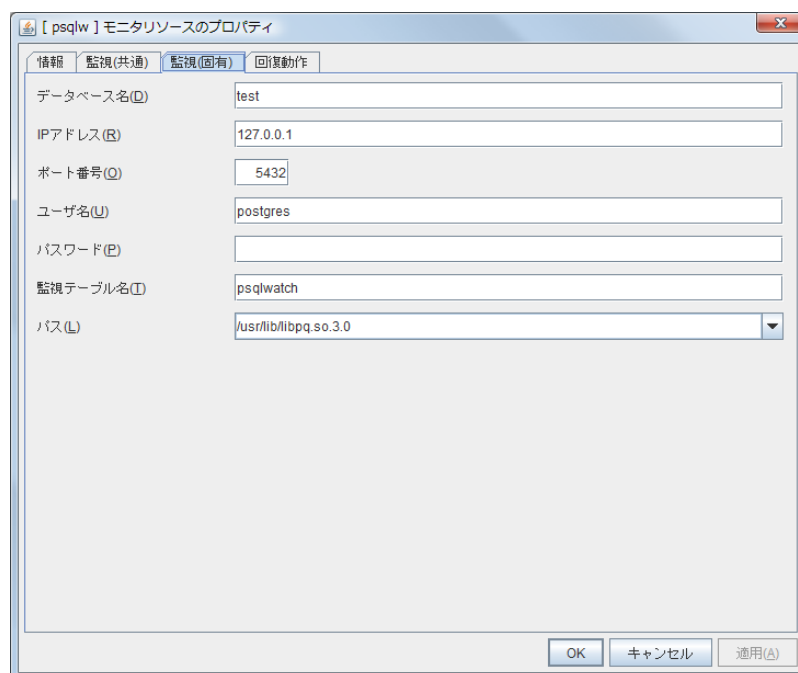 [ psqlw ] モニタリソースのプロパティ
情報 監視(共通) 監視(固有) 回復動作
データベース名(D) test
IPアドレス(R) 127.0.0.1
ポート番号(O) 5432
ユーザ名(U) postgres
パスワード(P)
監視テーブル名(T) psqlwatch
パス(L) /usr/lib/libpq.so.3.0
OK キャンセル 適用(A)